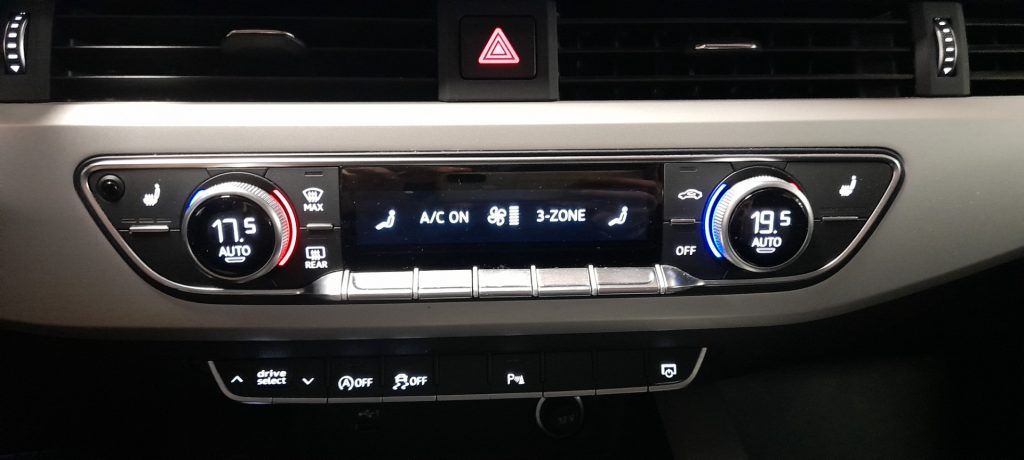 MAX
17.5
AUTO
REAR
A/C ON
3-ZONE
OFF
19.5
AUTO
drive
select
A OFF
OFF
P